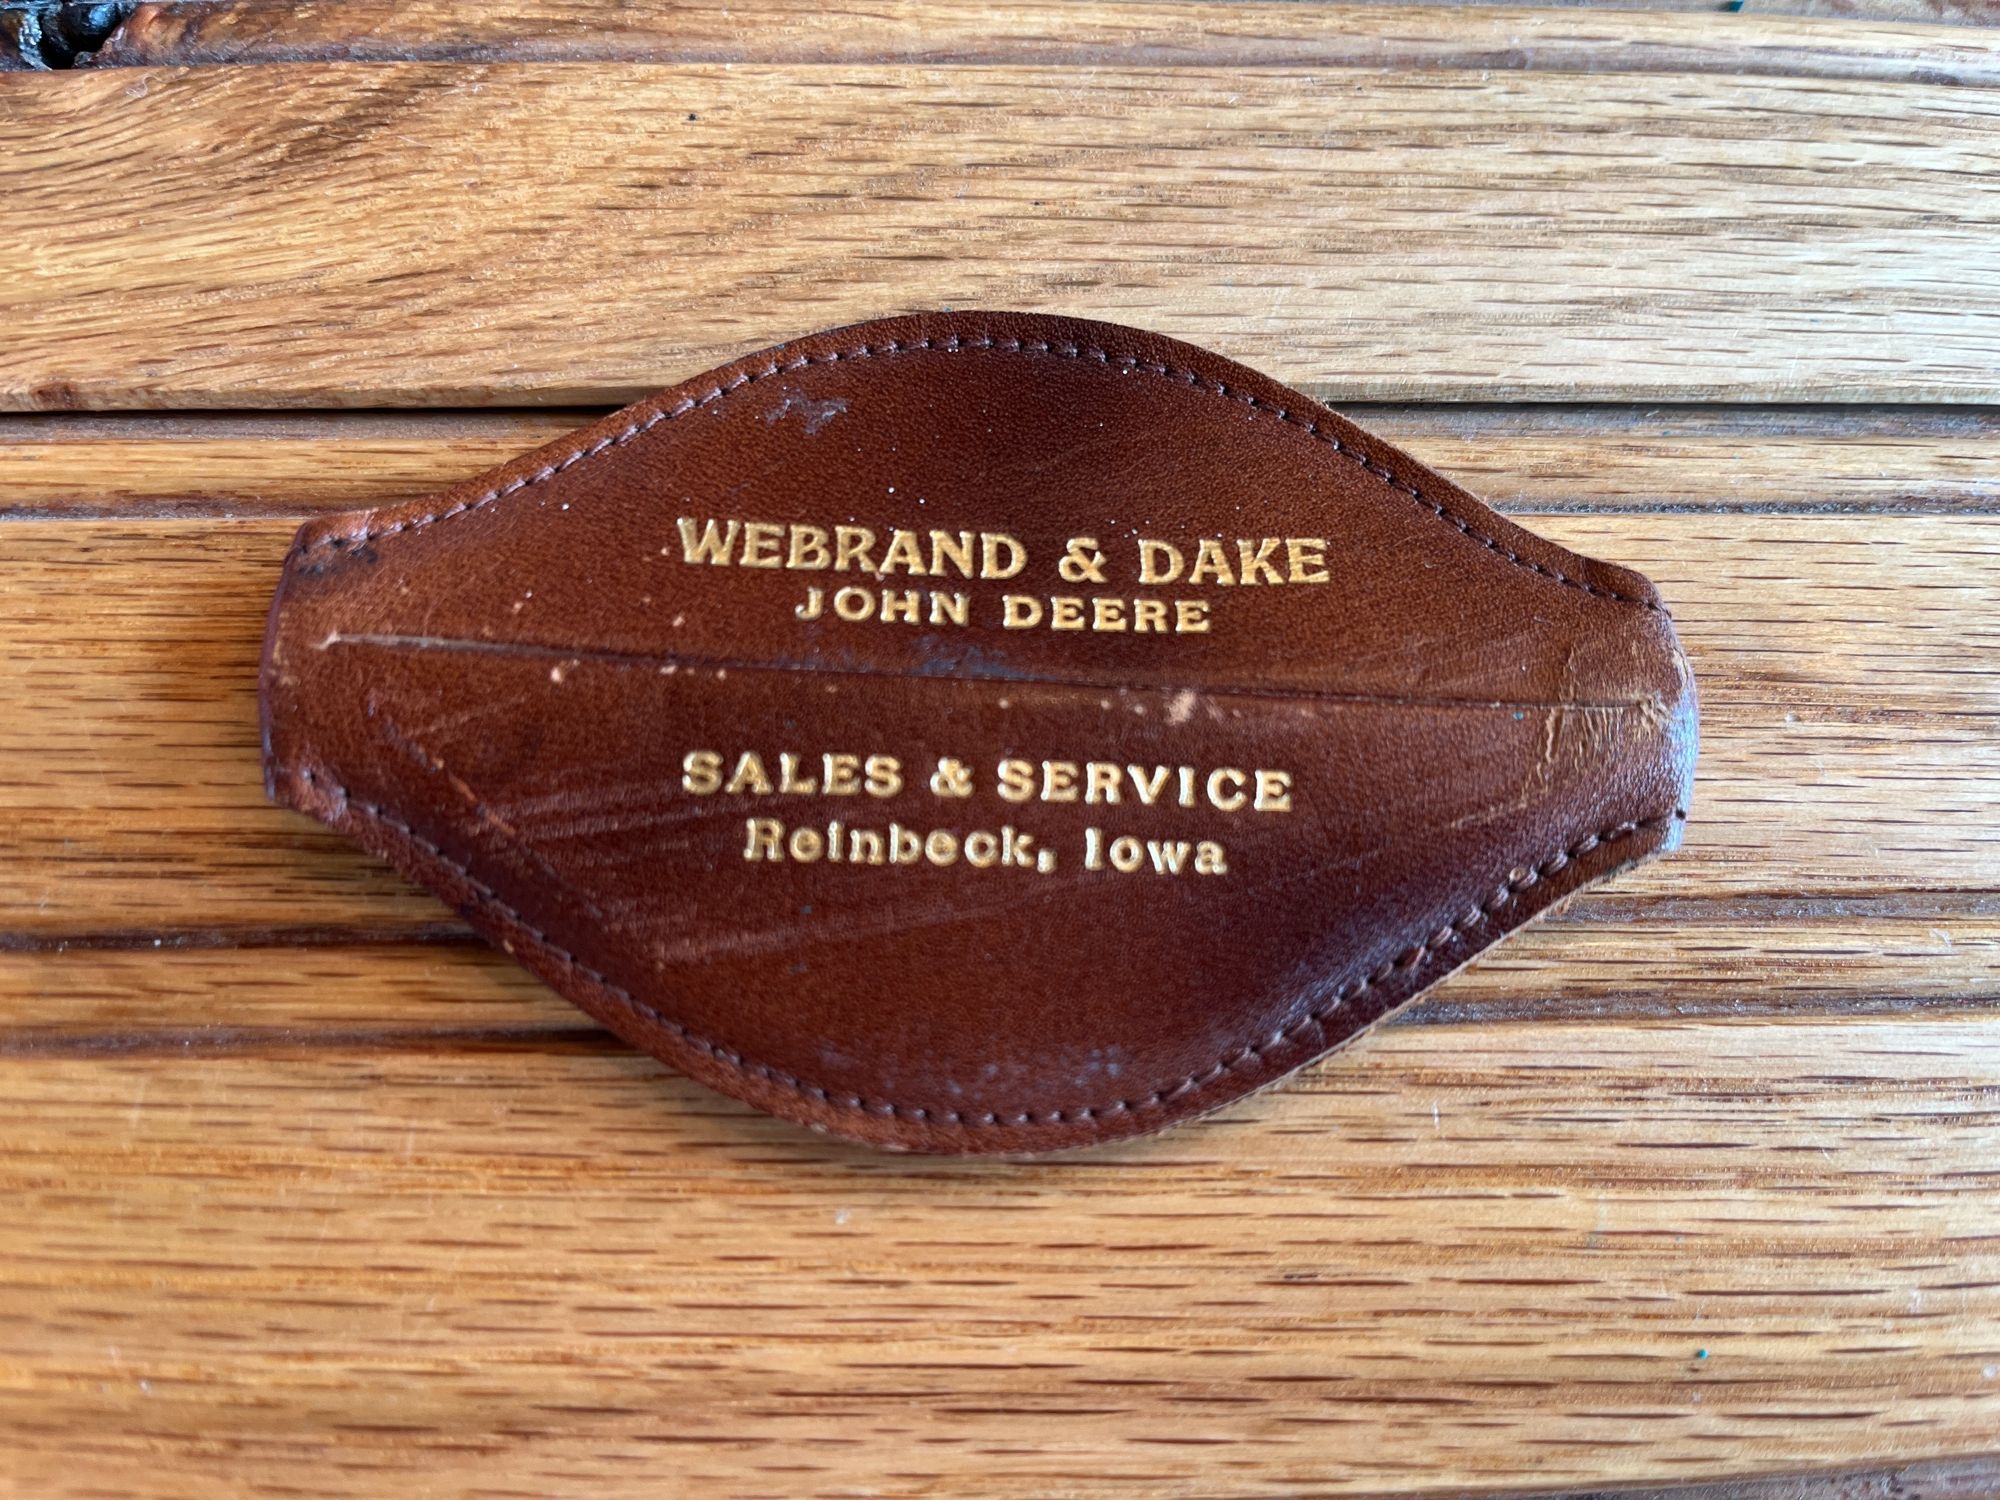 WEBRAND & DAKE
JOHN DEERE
SALES & SERVICE
Reinbeck, Iowa